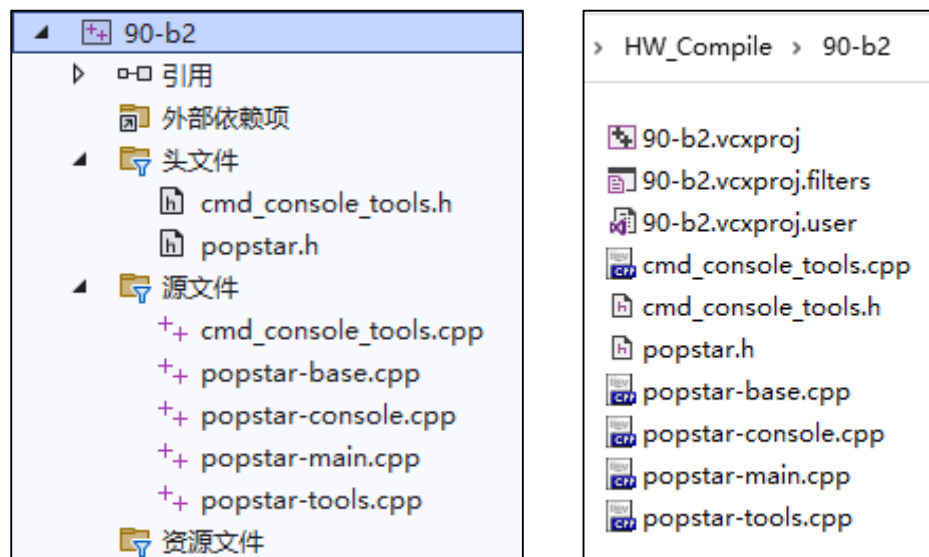 90-b2
引用
外部依赖项
头文件
cmd_console_tools.h
popstar.h
源文件
cmd_console_tools.cpp
popstar-base.cpp
popstar-console.cpp
popstar-main.cpp
popstar-tools.cpp
资源文件
> HW_Compile > 90-b2
90-b2.vcxproj
90-b2.vcxproj.filters
90-b2.vcxproj.user
cmd_console_tools.cpp
cmd_console_tools.h
popstar.h
popstar-base.cpp
popstar-console.cpp
popstar-main.cpp
popstar-tools.cpp